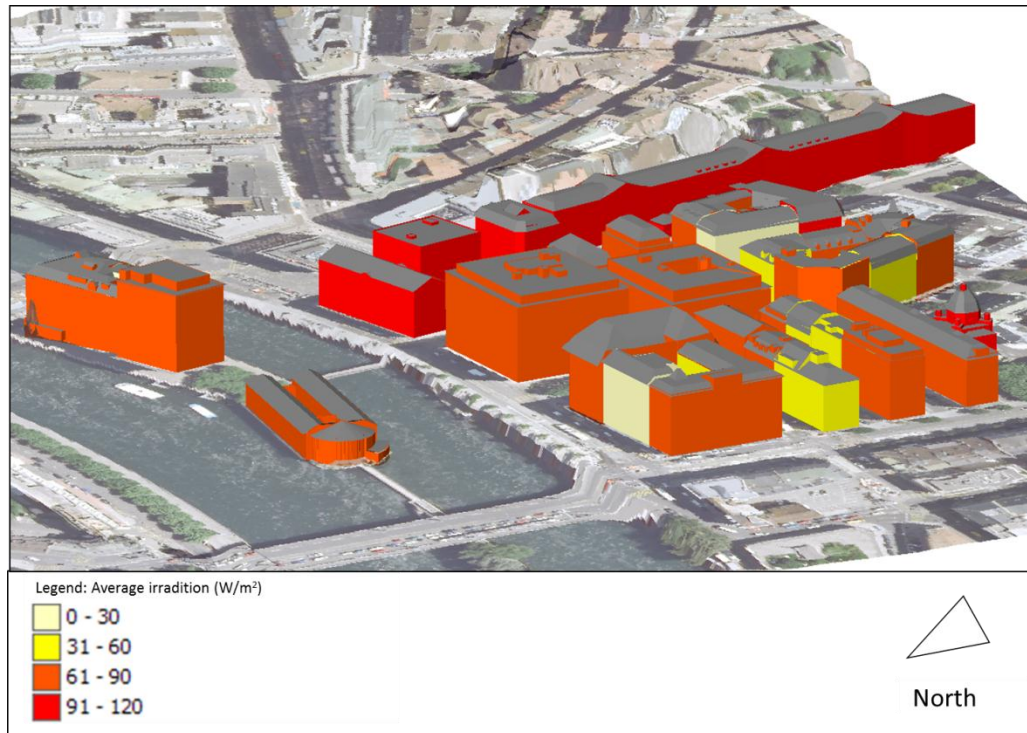 Legend: Average irradition (W/m²)
0 - 30
31 - 60
61 - 90
91 - 120
North